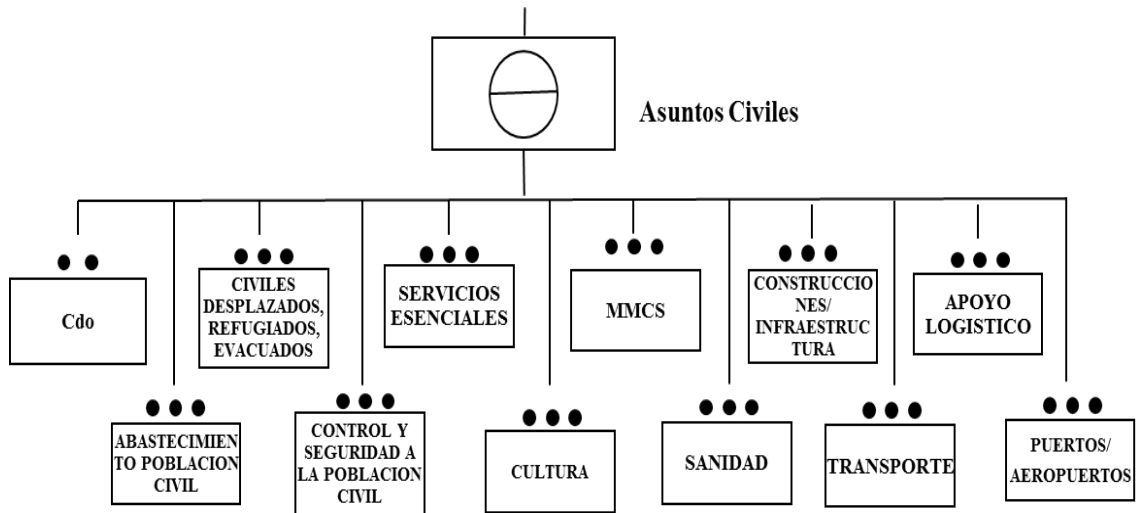 Asuntos Civiles
Cdo
CIVILES
DESPLAZADOS,
REFUGIADOS,
EVACUADOS
SERVICIOS
ESENCIALES
MMCS
CONSTRUCCIO
NES/
INFRAESTRUC
TURA
APOYO
LOGISTICO
ABASTECIMIEN
TO POBLACION
CIVIL
CONTROL Y
SEGURIDAD A
LA POBLACION
CIVIL
CULTURA
SANIDAD
TRANSPORTE
PUERTOS/
AEROPUERTOS